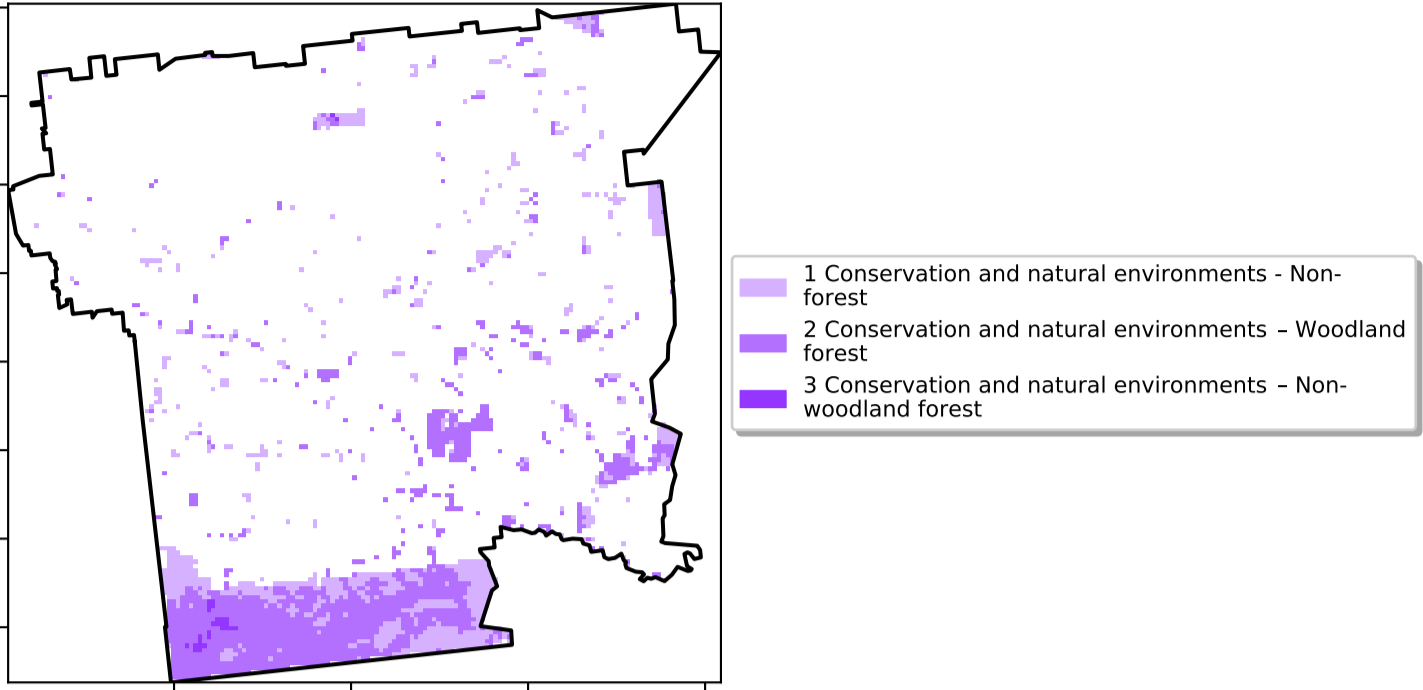 1 Conservation and natural environments - Non-
forest
2 Conservation and natural environments – Woodland
forest
3 Conservation and natural environments – Non-
woodland forest